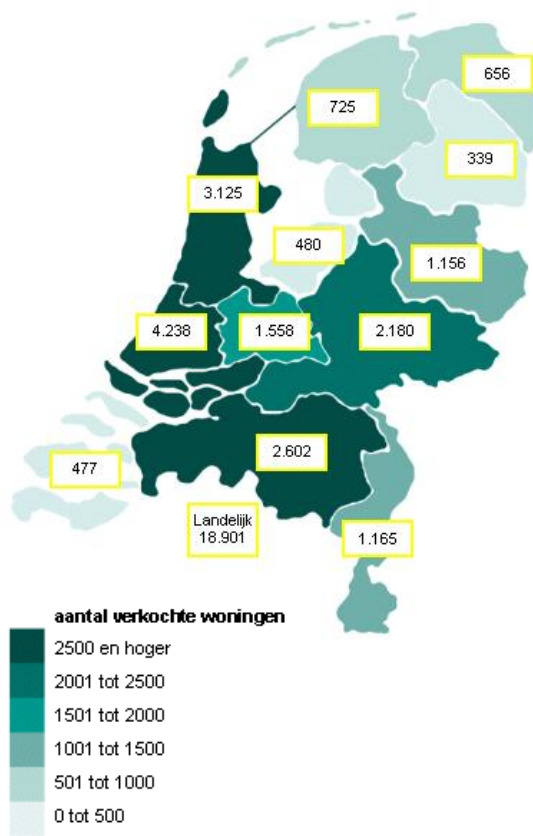 656
725
339
3.125
480
1.156
4.238
1.558
2.180
2.602
477
Landelijk
18.901
1.165
aantal verkochte woningen
2500 en hoger
2001 tot 2500
1501 tot 2000
1001 tot 1500
501 tot 1000
0 tot 500